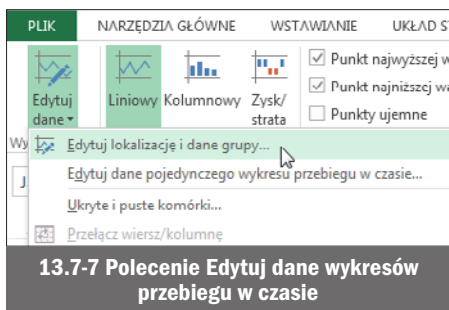 PLIK NARZĘDZIA GŁÓWNE WSTAWIANIE UKŁAD S
Edytuj dane
Liniowy Kolumnowy Zysk/ strata
Punkt najwyższej w
Punkt najniższej wa
Punkty ujemne
Wy
Edytuj lokalizację i dane grupy...
J
Edytuj dane pojedynczego wykresu przebiegu w czasie...
Ukryte i puste komórki...
Przełącz wiersz/kolumnę
13.7-7 Polecenie Edytuj dane wykresów
przebiegu w czasie